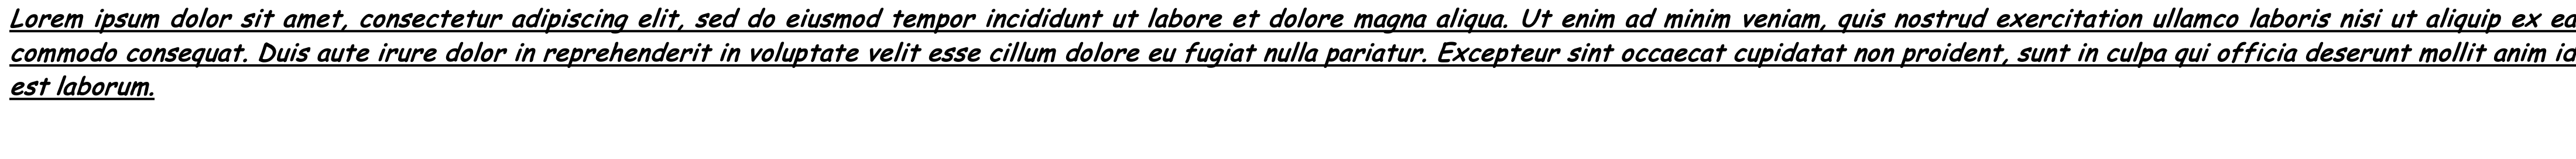 Lorem ipsum dolor sit amet, consectetur adipiscing elit, sed do eiusmod tempor incididunt ut labore et dolore magna aliqua. Ut enim ad minim veniam, quis nostrud exercitation ullamco laboris nisi ut aliquip ex ea
commodo consequat. Duis aute irure dolor in reprehenderit in voluptate velit esse cillum dolore eu fugiat nulla pariatur. Excepteur sint occaecat cupidatat non proident, sunt in culpa qui officia deserunt mollit anim id
est laborum.